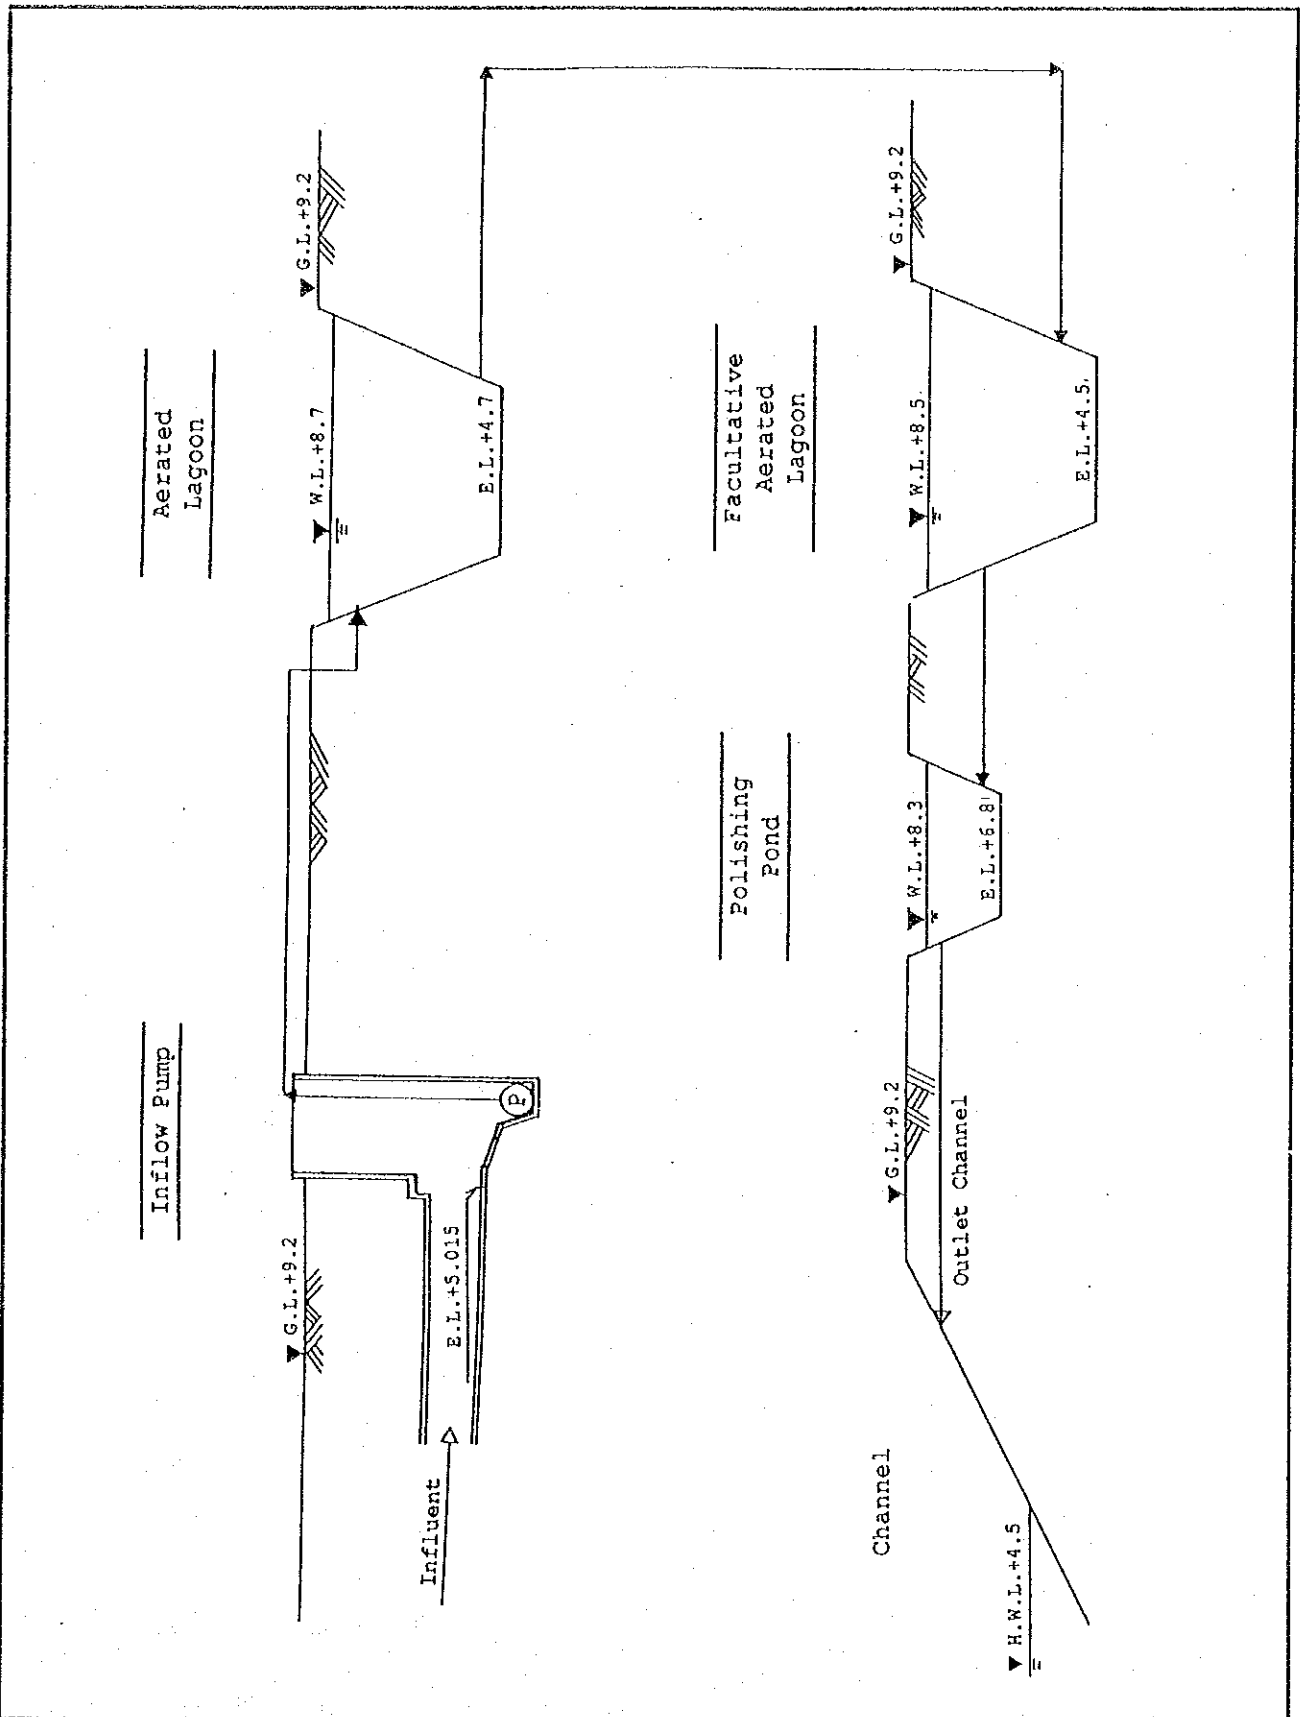 Inflow Pump
Aerated
Lagoon
G.L.+9.2
W.L.+8.7
G.L.+9.2
E.L.+5.015
E.L.+4.7
Influent
P
Polishing
Pond
Facultative
Aerated
Lagoon
Channel
G.L.+9.2
W.L.+8.3
W.L.+8.5
G.L.+9.2
Outlet Channel
E.L.+6.8
E.L.+4.5
H.W.L.+4.5